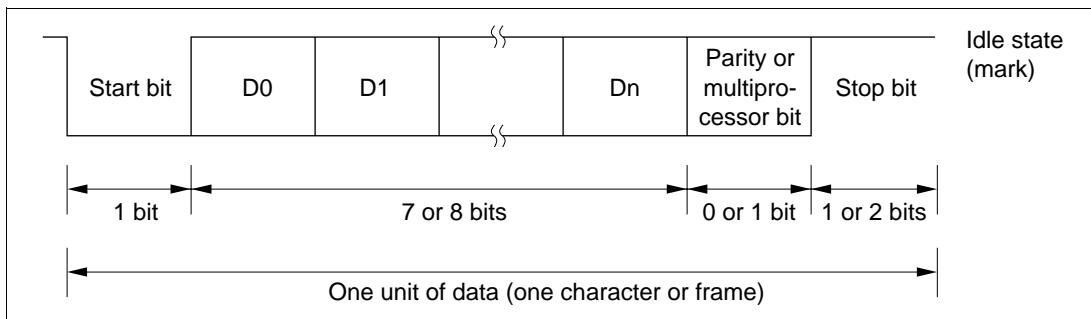 Idle state
(mark)
Start bit
D0
D1
Dn
Parity or
multipro-
cessor bit
Stop bit
1 bit
7 or 8 bits
0 or 1 bit
1 or 2 bits
One unit of data (one character or frame)